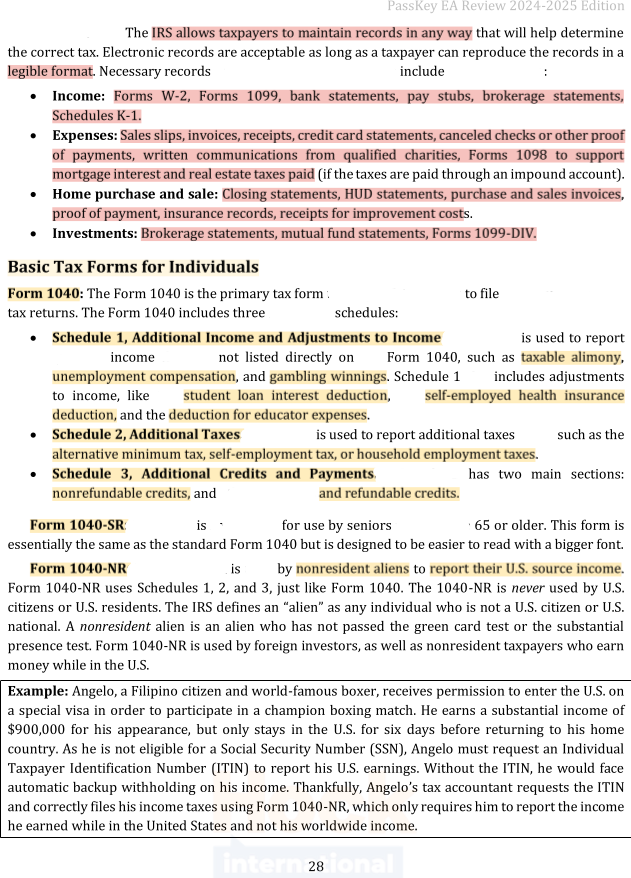 PassKey EA Review 2024-2025 Edition
The IRS allows taxpayers to maintain records in any way that will help determine
the correct tax. Electronic records are acceptable as long as a taxpayer can reproduce the records in a
legible format. Necessary records include :
• Income: Forms W-2, Forms 1099, bank statements, pay stubs, brokerage statements,
Schedules K-1.
• Expenses: Sales slips, invoices, receipts, credit card statements, canceled checks or other proof
of payments, written communications from qualified charities, Forms 1098 to support
mortgage interest and real estate taxes paid (if the taxes are paid through an impound account).
• Home purchase and sale: Closing statements, HUD statements, purchase and sales invoices,
proof of payment, insurance records, receipts for improvement costs.
• Investments: Brokerage statements, mutual fund statements, Forms 1099-DIV.
Basic Tax Forms for Individuals
Form 1040: The Form 1040 is the primary tax form to file
tax returns. The Form 1040 includes three schedules:
• Schedule 1, Additional Income and Adjustments to Income is used to report
income not listed directly on Form 1040, such as taxable alimony,
unemployment compensation, and gambling winnings. Schedule 1 includes adjustments
to income, like student loan interest deduction, self-employed health insurance
deduction, and the deduction for educator expenses.
• Schedule 2, Additional Taxes is used to report additional taxes such as the
alternative minimum tax, self-employment tax, or household employment taxes.
• Schedule 3, Additional Credits and Payments has two main sections:
nonrefundable credits, and and refundable credits.
Form 1040-SR is for use by seniors 65 or older. This form is
essentially the same as the standard Form 1040 but is designed to be easier to read with a bigger font.
Form 1040-NR is by nonresident aliens to report their U.S. source income.
Form 1040-NR uses Schedules 1, 2, and 3, just like Form 1040. The 1040-NR is never used by U.S.
citizens or U.S. residents. The IRS defines an “alien” as any individual who is not a U.S. citizen or U.S.
national. A nonresident alien is an alien who has not passed the green card test or the substantial
presence test. Form 1040-NR is used by foreign investors, as well as nonresident taxpayers who earn
money while in the U.S.
Example: Angelo, a Filipino citizen and world-famous boxer, receives permission to enter the U.S. on
a special visa in order to participate in a champion boxing match. He earns a substantial income of
$900,000 for his appearance, but only stays in the U.S. for six days before returning to his home
country. As he is not eligible for a Social Security Number (SSN), Angelo must request an Individual
Taxpayer Identification Number (ITIN) to report his U.S. earnings. Without the ITIN, he would face
automatic backup withholding on his income. Thankfully, Angelo’s tax accountant requests the ITIN
and correctly files his income taxes using Form 1040-NR, which only requires him to report the income
he earned while in the United States and not his worldwide income.
international
28